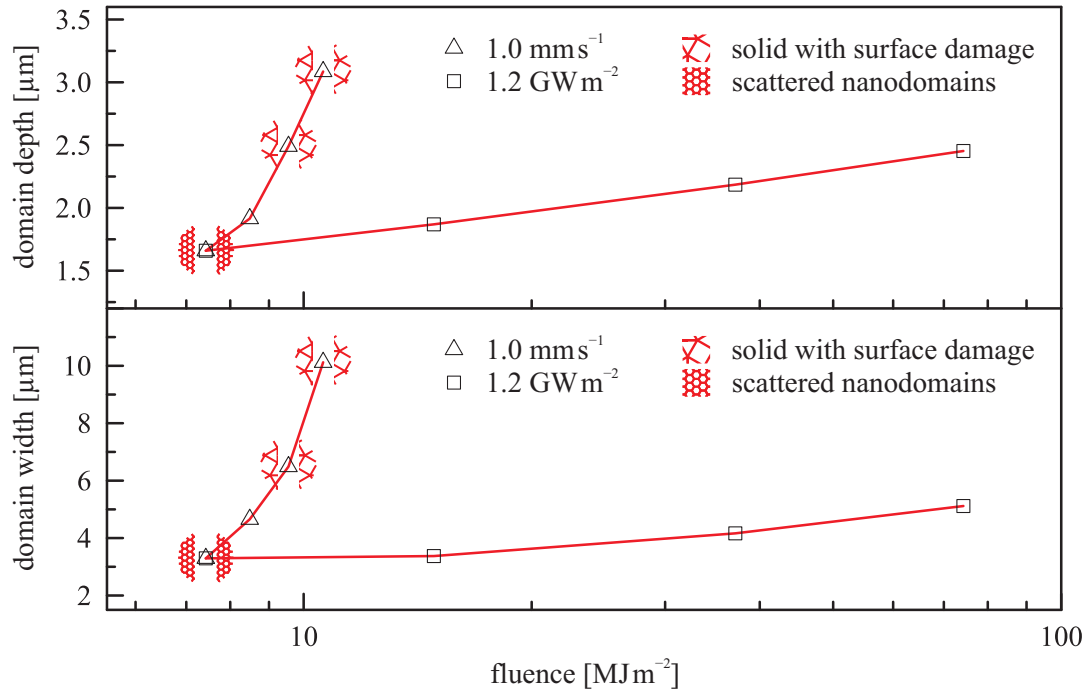 3.5
3.0
2.5
2.0
1.5
domain depth [µm]
△ 1.0 mm s⁻¹
□ 1.2 GW m⁻²
solid with surface damage
scattered nanodomains
10
8
6
4
2
domain width [µm]
△ 1.0 mm s⁻¹
□ 1.2 GW m⁻²
solid with surface damage
scattered nanodomains
10
100
fluence [MJ m⁻²]